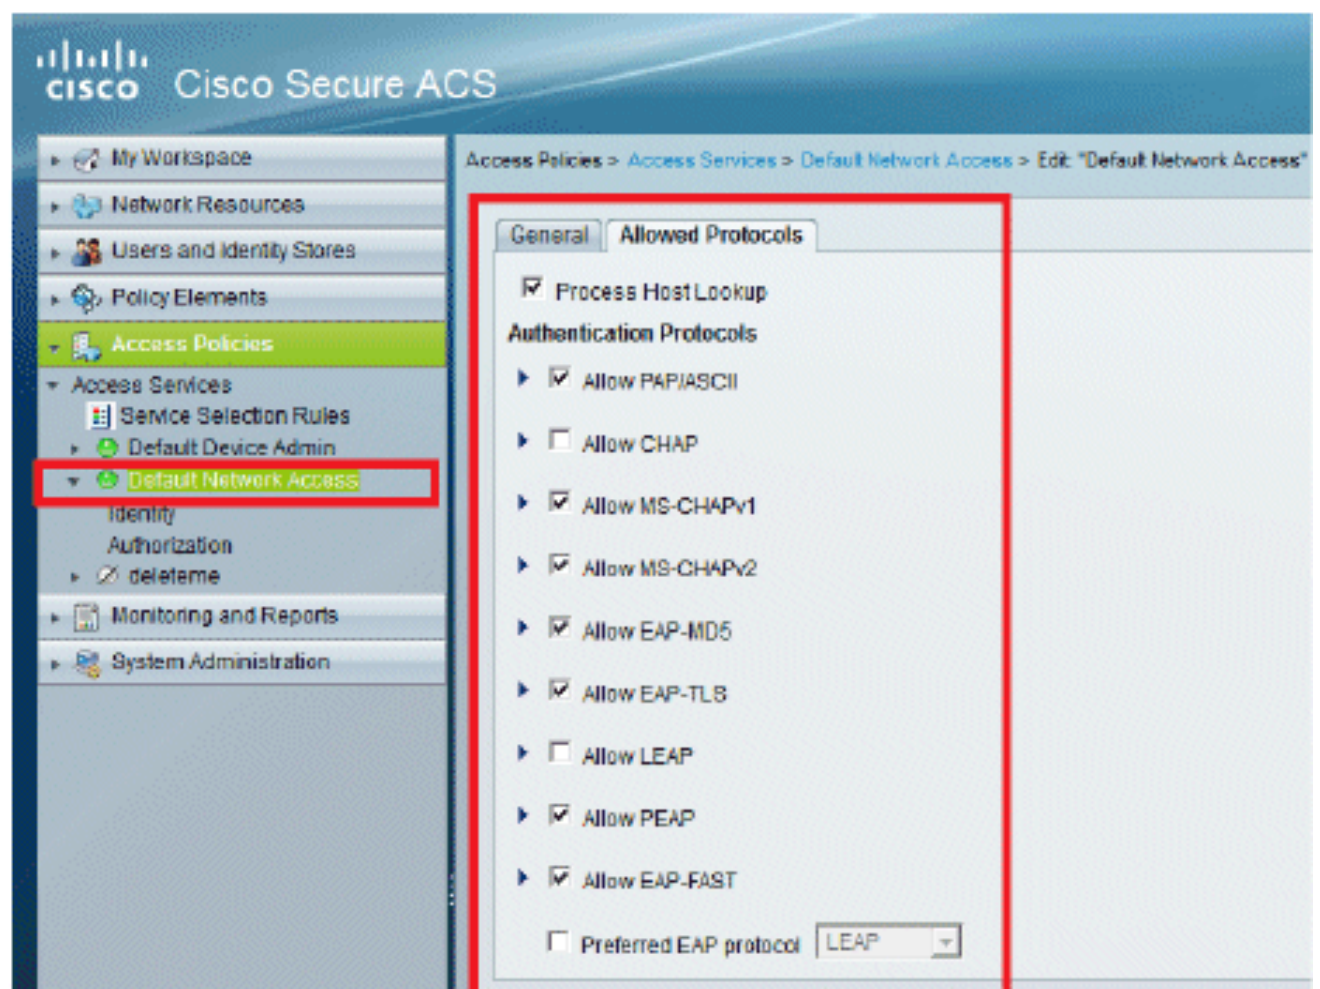 CISCO Cisco Secure ACS
My Workspace
Network Resources
Users and Identity Stores
Policy Elements
Access Policies
Access Services
Service Selection Rules
Default Device Admin
Default Network Access
Identity
Authorization
deleteme
Monitoring and Reports
System Administration
Access Policies > Access Services > Default Network Access > Edit: "Default Network Access"
General Allowed Protocols
Process Host Lookup
Authentication Protocols
Allow PAP/ASCII
Allow CHAP
Allow MS-CHAPv1
Allow MS-CHAPv2
Allow EAP-MD5
Allow EAP-TLS
Allow LEAP
Allow PEAP
Allow EAP-FAST
Preferred EAP protocol LEAP